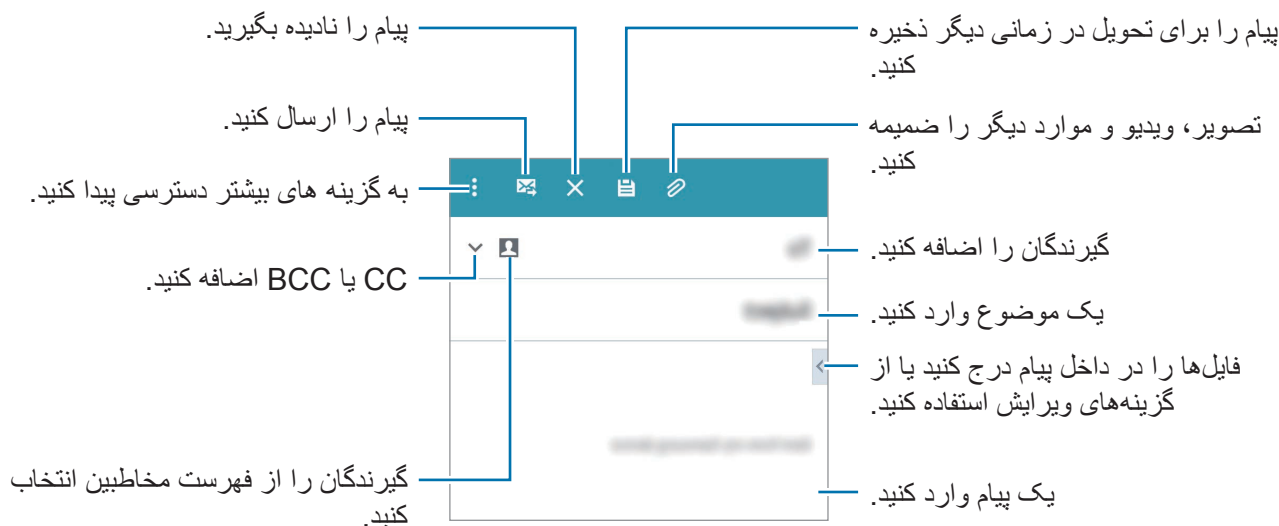 پیام را برای تحویل در زمانی دیگر ذخیره
کنید.
تصویر، ویدیو و موارد دیگر را ضمیمه
کنید.
گیرندگان را اضافه کنید.
یک موضوع وارد کنید.
فایل‌ها را در داخل پیام درج کنید یا از
گزینه‌های ویرایش استفاده کنید.
یک پیام وارد کنید.
پیام را نادیده بگیرید.
پیام را ارسال کنید.
به گزینه های بیشتر دسترسی پیدا کنید.
CC یا BCC اضافه کنید.
گیرندگان را از فهرست مخاطبین انتخاب
کنید.